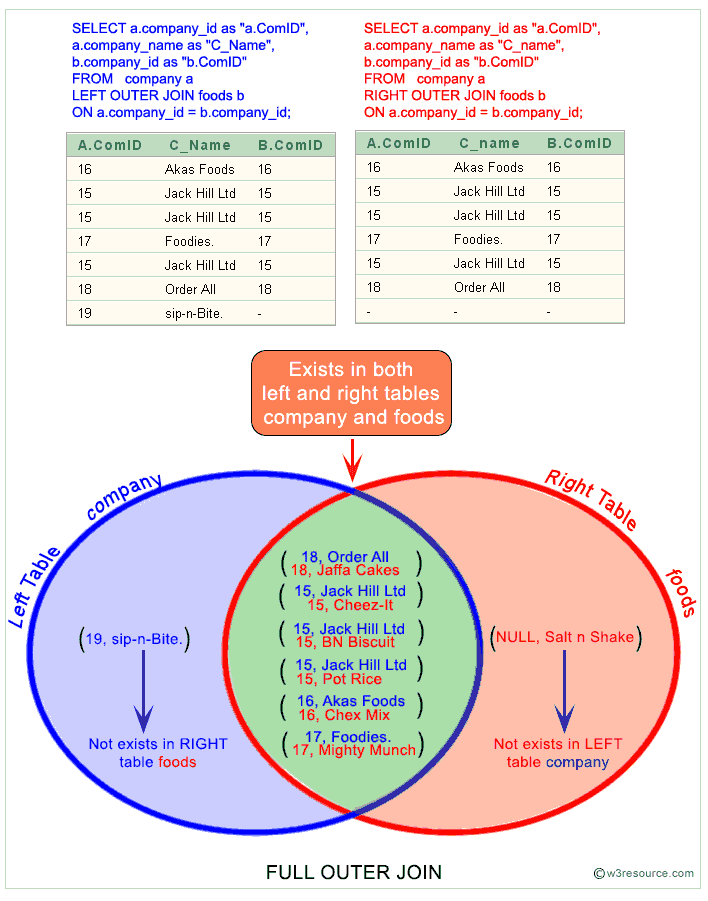 SELECT a.company_id as "a.ComID",
a.company_name as "C_Name",
b.company_id as "b.ComID"
FROM company a
LEFT OUTER JOIN foods b
ON a.company_id = b.company_id;
SELECT a.company_id as "a.ComID",
a.company_name as "C_name",
b.company_id as "b.ComID"
FROM company a
RIGHT OUTER JOIN foods b
ON a.company_id = b.company_id;
A.ComID C_Name B.ComID
16 Akas Foods 16
15 Jack Hill Ltd 15
15 Jack Hill Ltd 15
17 Foodies. 17
15 Jack Hill Ltd 15
18 Order All 18
19 sip-n-Bite. -
A.ComID C_name B.ComID
16 Akas Foods 16
15 Jack Hill Ltd 15
15 Jack Hill Ltd 15
17 Foodies. 17
15 Jack Hill Ltd 15
18 Order All 18
- - -
Exists in both
left and right tables
company and foods
Left Table company
Right Table foods
(19, sip-n-Bite.)
Not exists in RIGHT
table foods
(18, Order All
18, Jaffa Cakes)
(15, Jack Hill Ltd
15, Cheez-It)
(15, Jack Hill Ltd
15, BN Biscuit)
(15, Jack Hill Ltd
15, Pot Rice)
(16, Akas Foods
16, Chex Mix)
(17, Foodies.
17, Mighty Munch)
(NULL, Salt n Shake)
Not exists in LEFT
table company
FULL OUTER JOIN
©w3resource.com